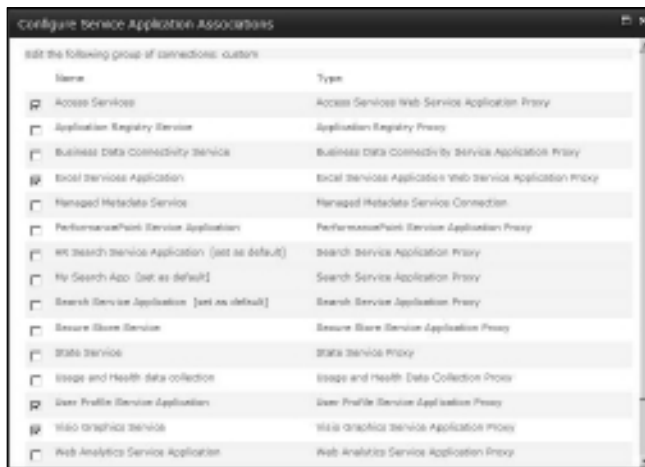 Configure Service Application Associations
Edit the following group of connections: custom
Name Type
Access Services Access Services Web Service Application Proxy
Application Registry Service Application Registry Proxy
Business Data Connectivity Service Business Data Connectivity Service Application Proxy
Excel Services Application Excel Services Application Web Service Application Proxy
Managed Metadata Service Managed Metadata Service Connection
PerformancePoint Service Application PerformancePoint Service Application Proxy
Search Service Application [set as default] Search Service Application Proxy
My Search App [set as default] Search Service Application Proxy
Search Service Application [set as default] Search Service Application Proxy
Secure Store Service Secure Store Service Application Proxy
State Service State Service Proxy
Usage and Health data collection Usage and Health Data Collection Proxy
User Profile Service Application User Profile Service Application Proxy
Visio Graphics Service Visio Graphics Service Application Proxy
Web Analytics Service Application Web Analytics Service Application Proxy